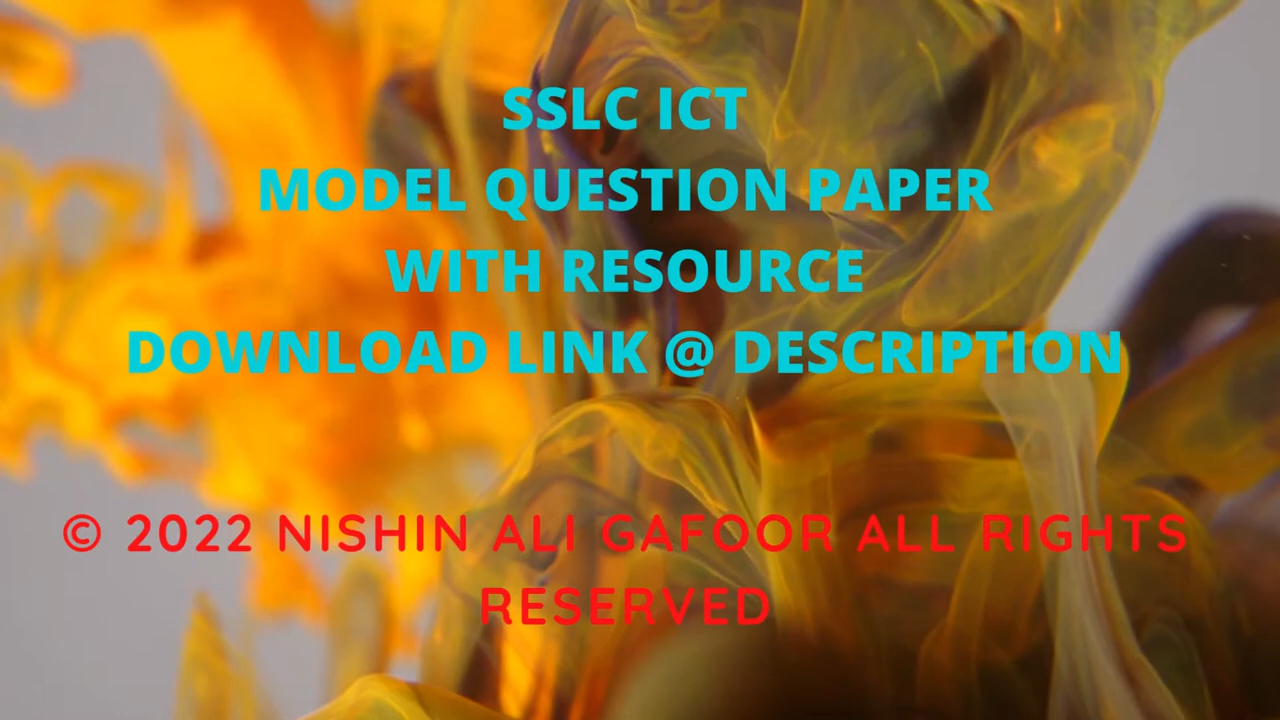 SSLC ICT
MODEL QUESTION PAPER
WITH RESOURCE
DOWNLOAD LINK @ DESCRIPTION
© 2022 NISHIN ALI GAFOOR ALL RIGHTS
RESERVED